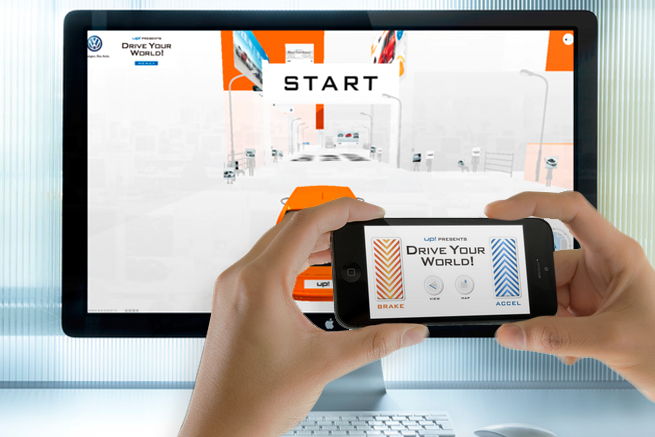 up! PRESENTS
DRIVE YOUR
WORLD!
START
up!
up! PRESENTS
DRIVE YOUR
WORLD!
VIEW
MAP
BRAKE
ACCEL